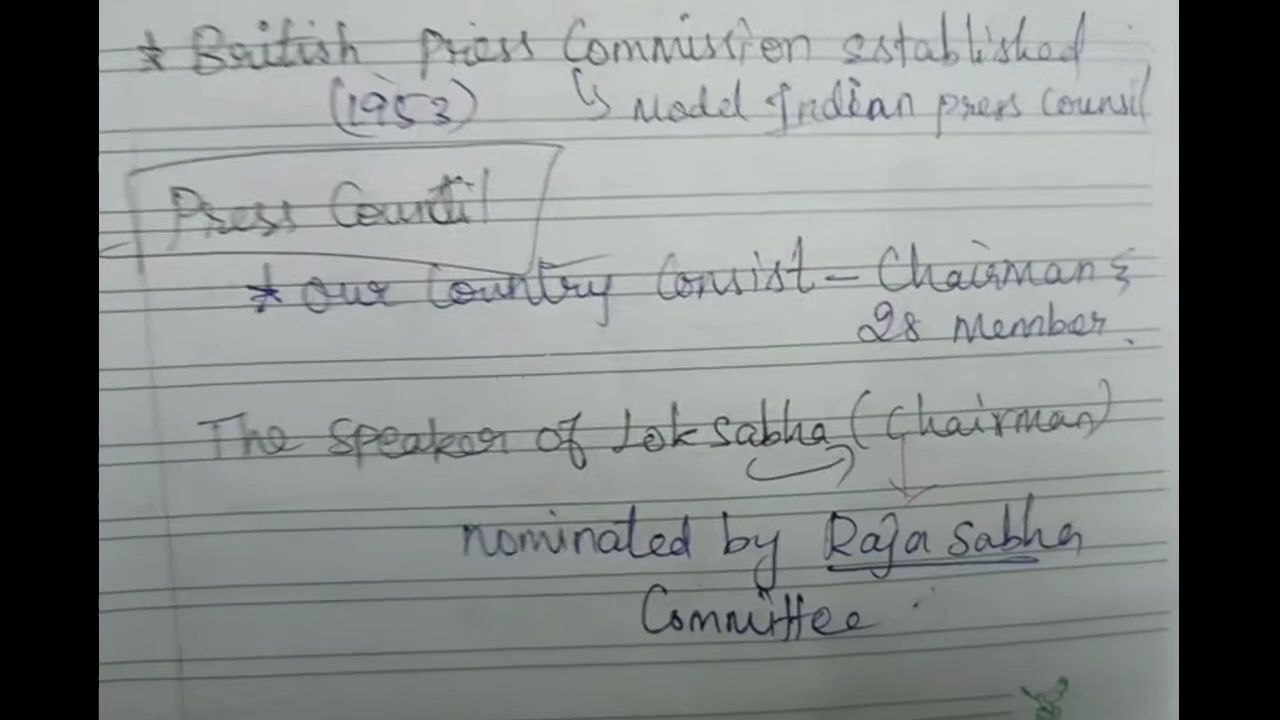 * British Press Commission established
(1953) ↳ Model Indian press Counsil
Press Council
* our Country Consist - Chairman &
28 Member.
The speaker of Lok sabha (Chairman)
nominated by Raja sabha
Committee